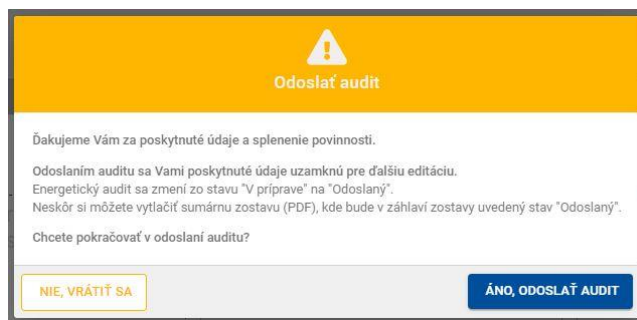 Odoslať audit
Ďakujeme Vám za poskytnuté údaje a splenenie povinnosti.
Odoslaním auditu sa Vami poskytnuté údaje uzamknú pre ďalšiu editáciu.
Energetický audit sa zmení zo stavu "V príprave" na "Odoslaný".
Neskôr si môžete vytlačiť sumárnu zostavu (PDF), kde bude v záhlaví zostavy uvedený stav "Odoslaný".
Chcete pokračovať v odoslaní auditu?
NIE, VRÁTIŤ SA
ÁNO, ODOSLAŤ AUDIT